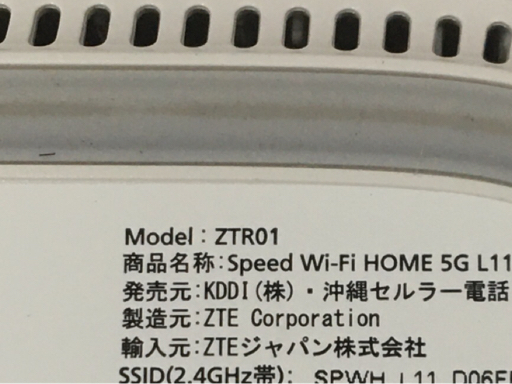 Model : ZTR01
商品名称:Speed Wi-Fi HOME 5G L11
発売元:KDDI(株)・沖縄セルラー電話
製造元:ZTE Corporation
輸入元:ZTEジャパン株式会社
SSID(2.4GHz帯): SPWH_L11_D06E